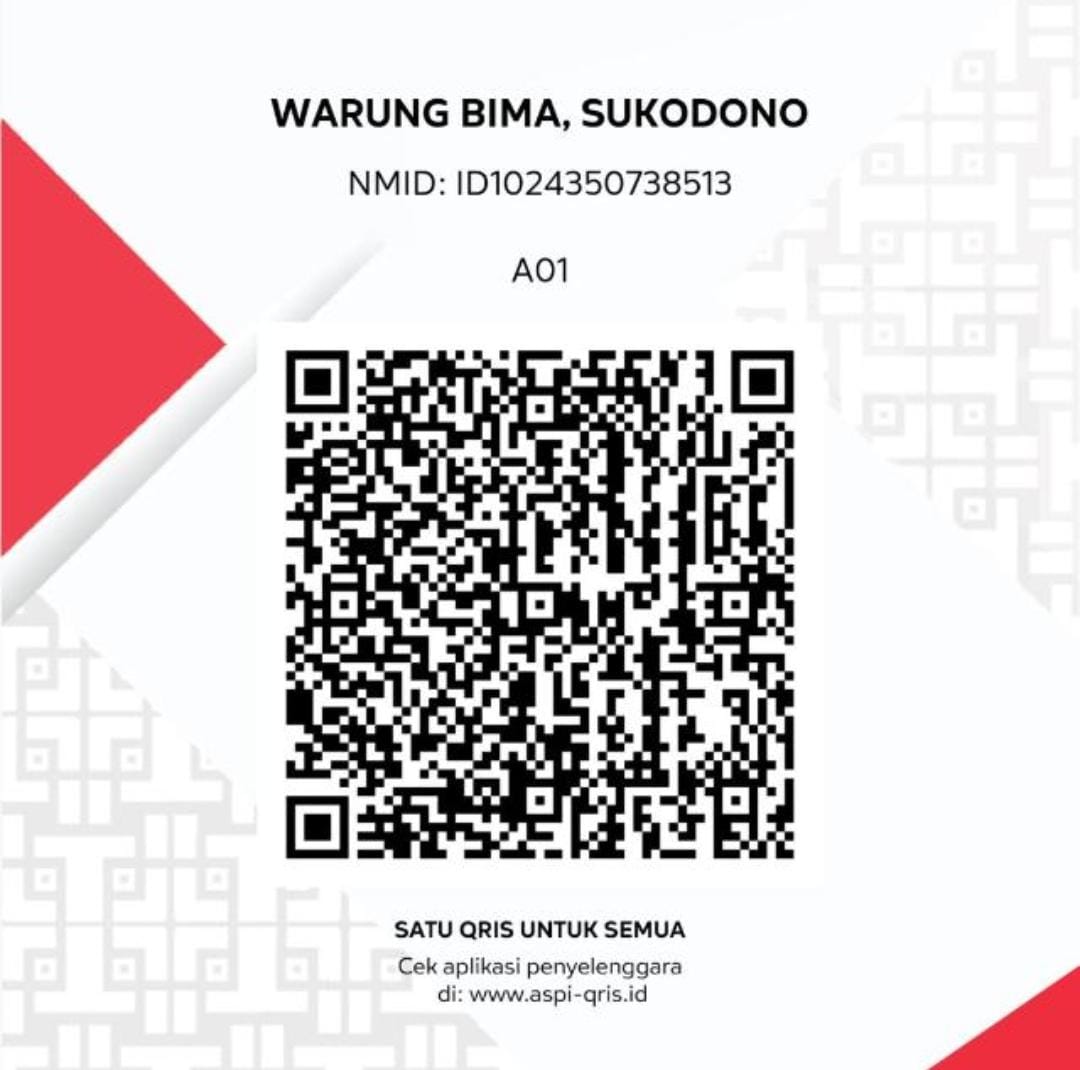 WARUNG BIMA, SUKODONO
NMID: ID1024350738513
A01
SATU QRIS UNTUK SEMUA
Cek aplikasi penyelenggara
di: www.aspi-qris.id